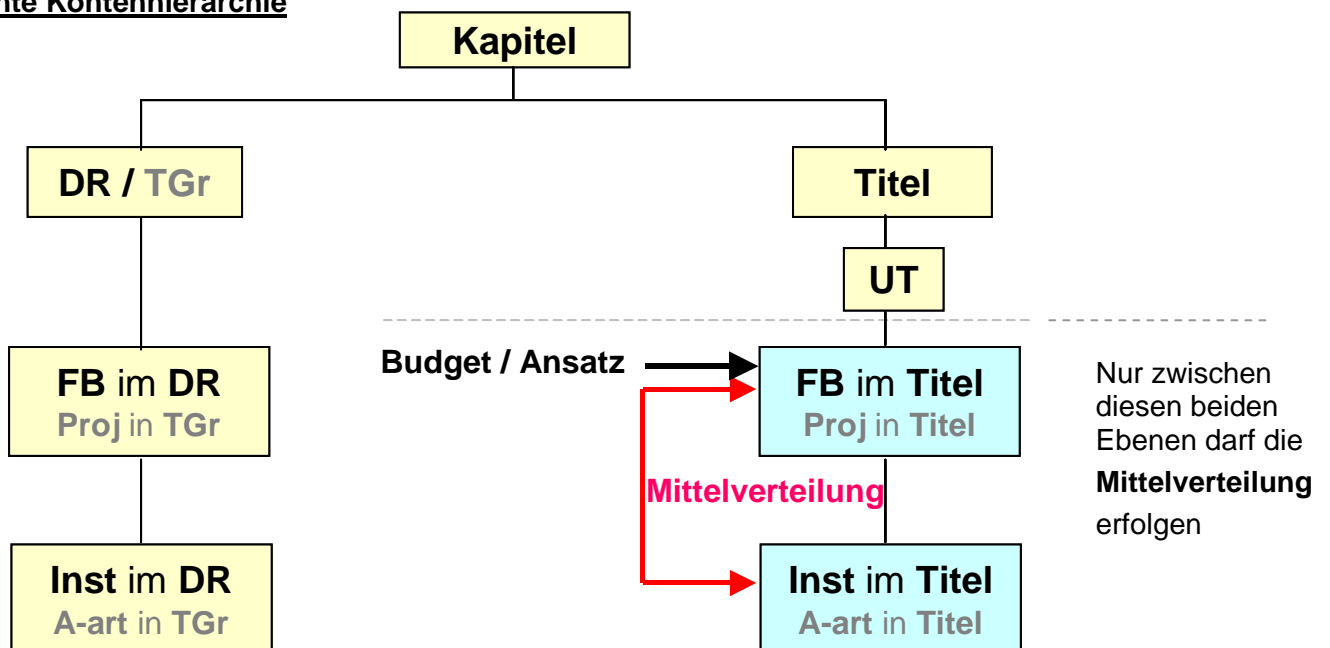 Kontenhierarchie
Kapitel
DR / TGr
Titel
UT
Budget / Ansatz
FB im DR
Proj in TGr
FB im Titel
Proj in Titel
Nur zwischen
diesen beiden
Ebenen darf die
Mittelverteilung
erfolgen
Mittelverteilung
Inst im DR
A-art in TGr
Inst im Titel
A-art in Titel